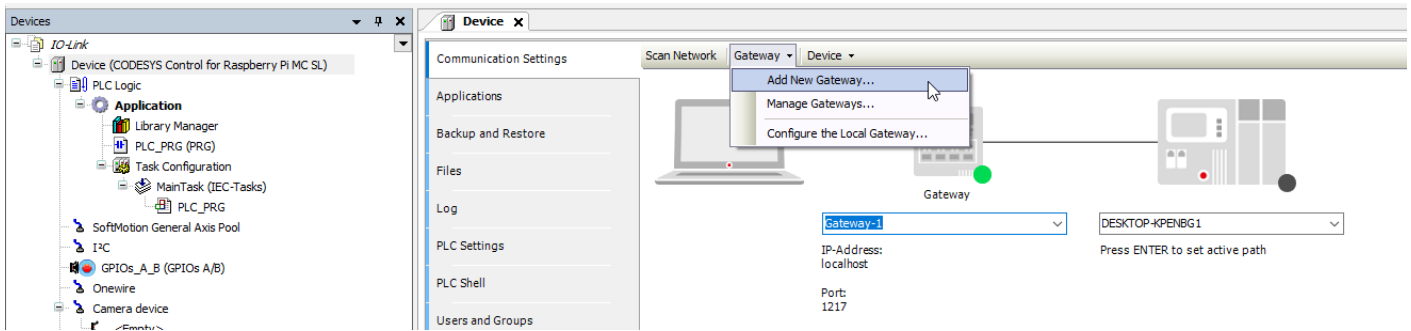 Devices
IO-Link
Device (CODESYS Control for Raspberry Pi MC SL)
PLC Logic
Application
Library Manager
PLC_PRG (PRG)
Task Configuration
MainTask (IEC-Tasks)
PLC_PRG
SoftMotion General Axis Pool
I²C
GPIOs_A_B (GPIOs A/B)
Onewire
Camera device
<Empty>
Device
Communication Settings
Applications
Backup and Restore
Files
Log
PLC Settings
PLC Shell
Users and Groups
Scan Network Gateway Device
Add New Gateway...
Manage Gateways...
Configure the Local Gateway...
Gateway
Gateway-1
IP-Address:
localhost
Port:
1217
DESKTOP-KPENBG1
Press ENTER to set active path